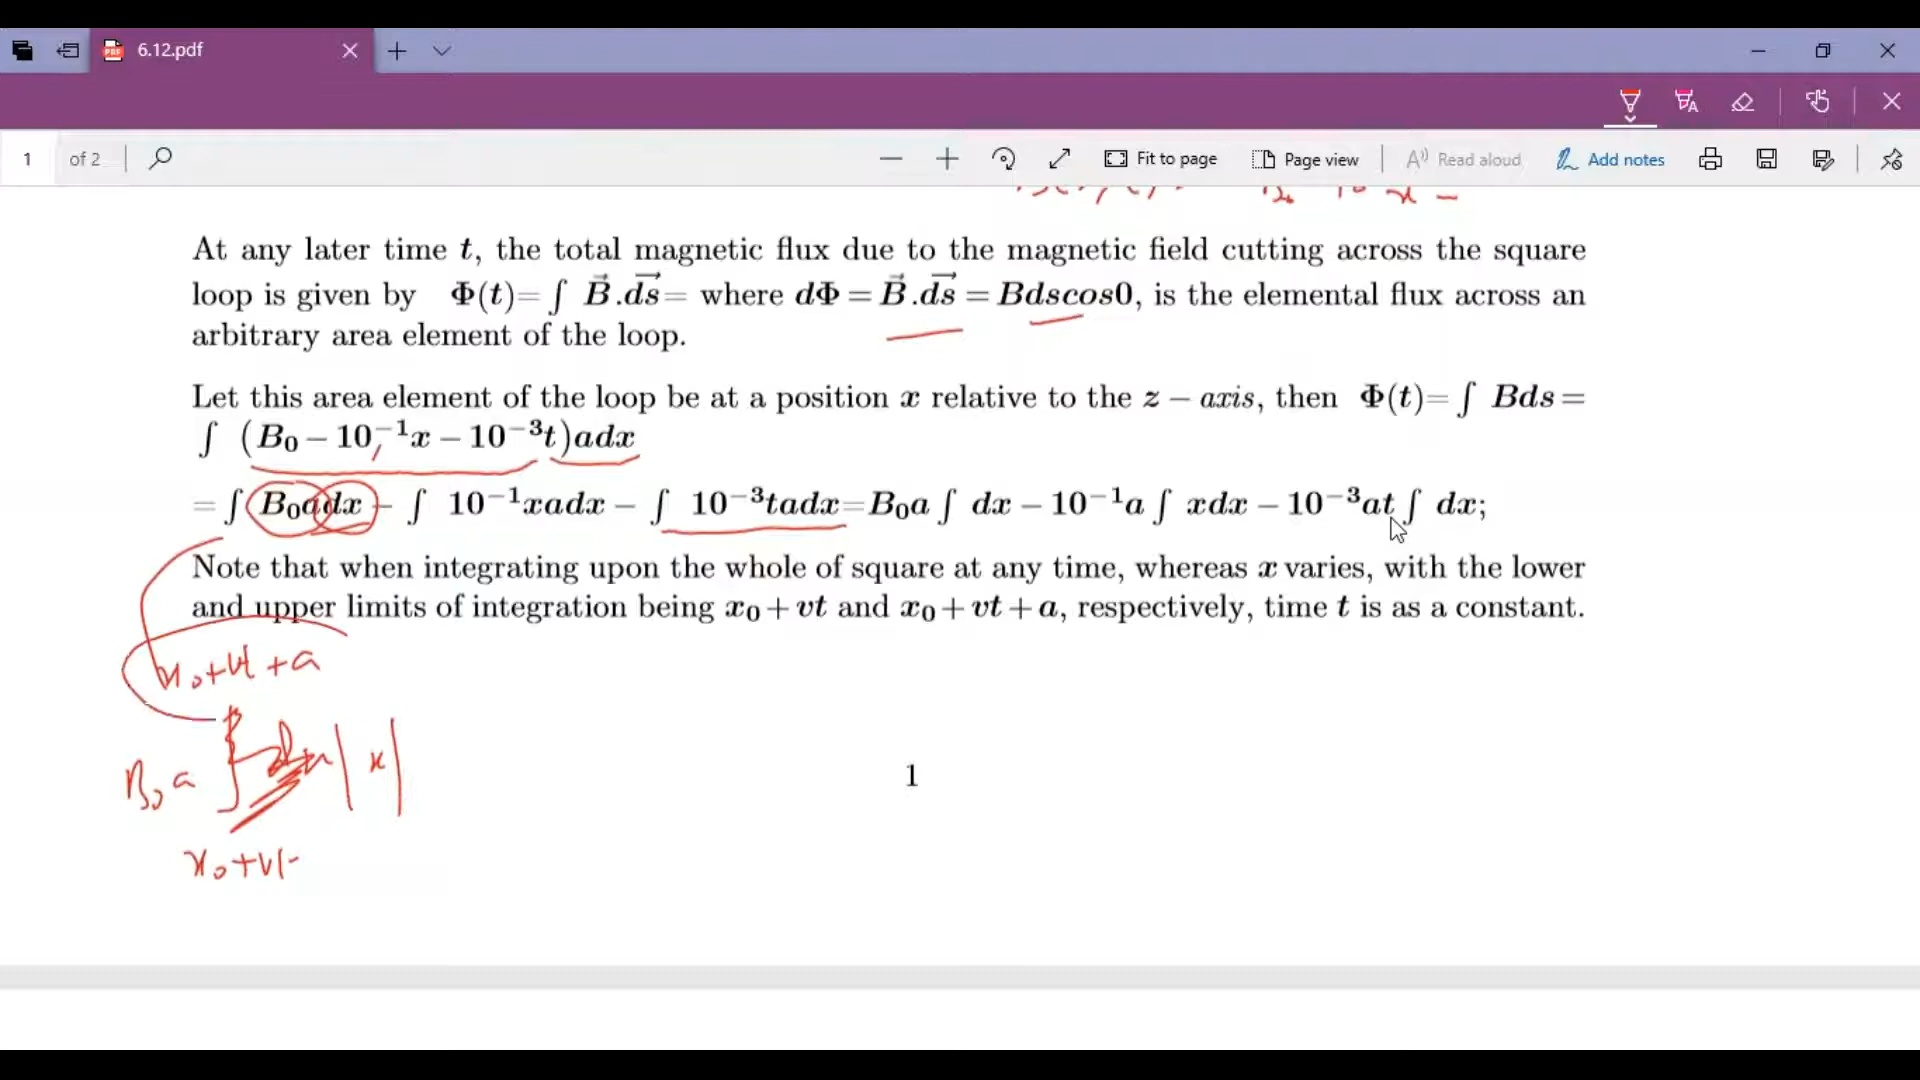 6.12.pdf
1 of 2 Fit to page Page view Read aloud Add notes
At any later time t, the total magnetic flux due to the magnetic field cutting across the square
loop is given by Φ(t)=∫ B⃗.ds⃗= where dΦ=B⃗.ds⃗=Bdscos0, is the elemental flux across an
arbitrary area element of the loop.
Let this area element of the loop be at a position x relative to the z − axis, then Φ(t)=∫ Bds=
∫ (B₀−10⁻¹x−10⁻³t)adx
=∫ B₀adx− ∫ 10⁻¹xadx− ∫ 10⁻³tadx=B₀a∫ dx−10⁻¹a∫ xdx−10⁻³at∫ dx;
Note that when integrating upon the whole of square at any time, whereas x varies, with the lower
and upper limits of integration being x₀+vt and x₀+vt+a, respectively, time t is as a constant.
x₀+vt+a
B₀a ∫ dx | x |
x₀+vt
1